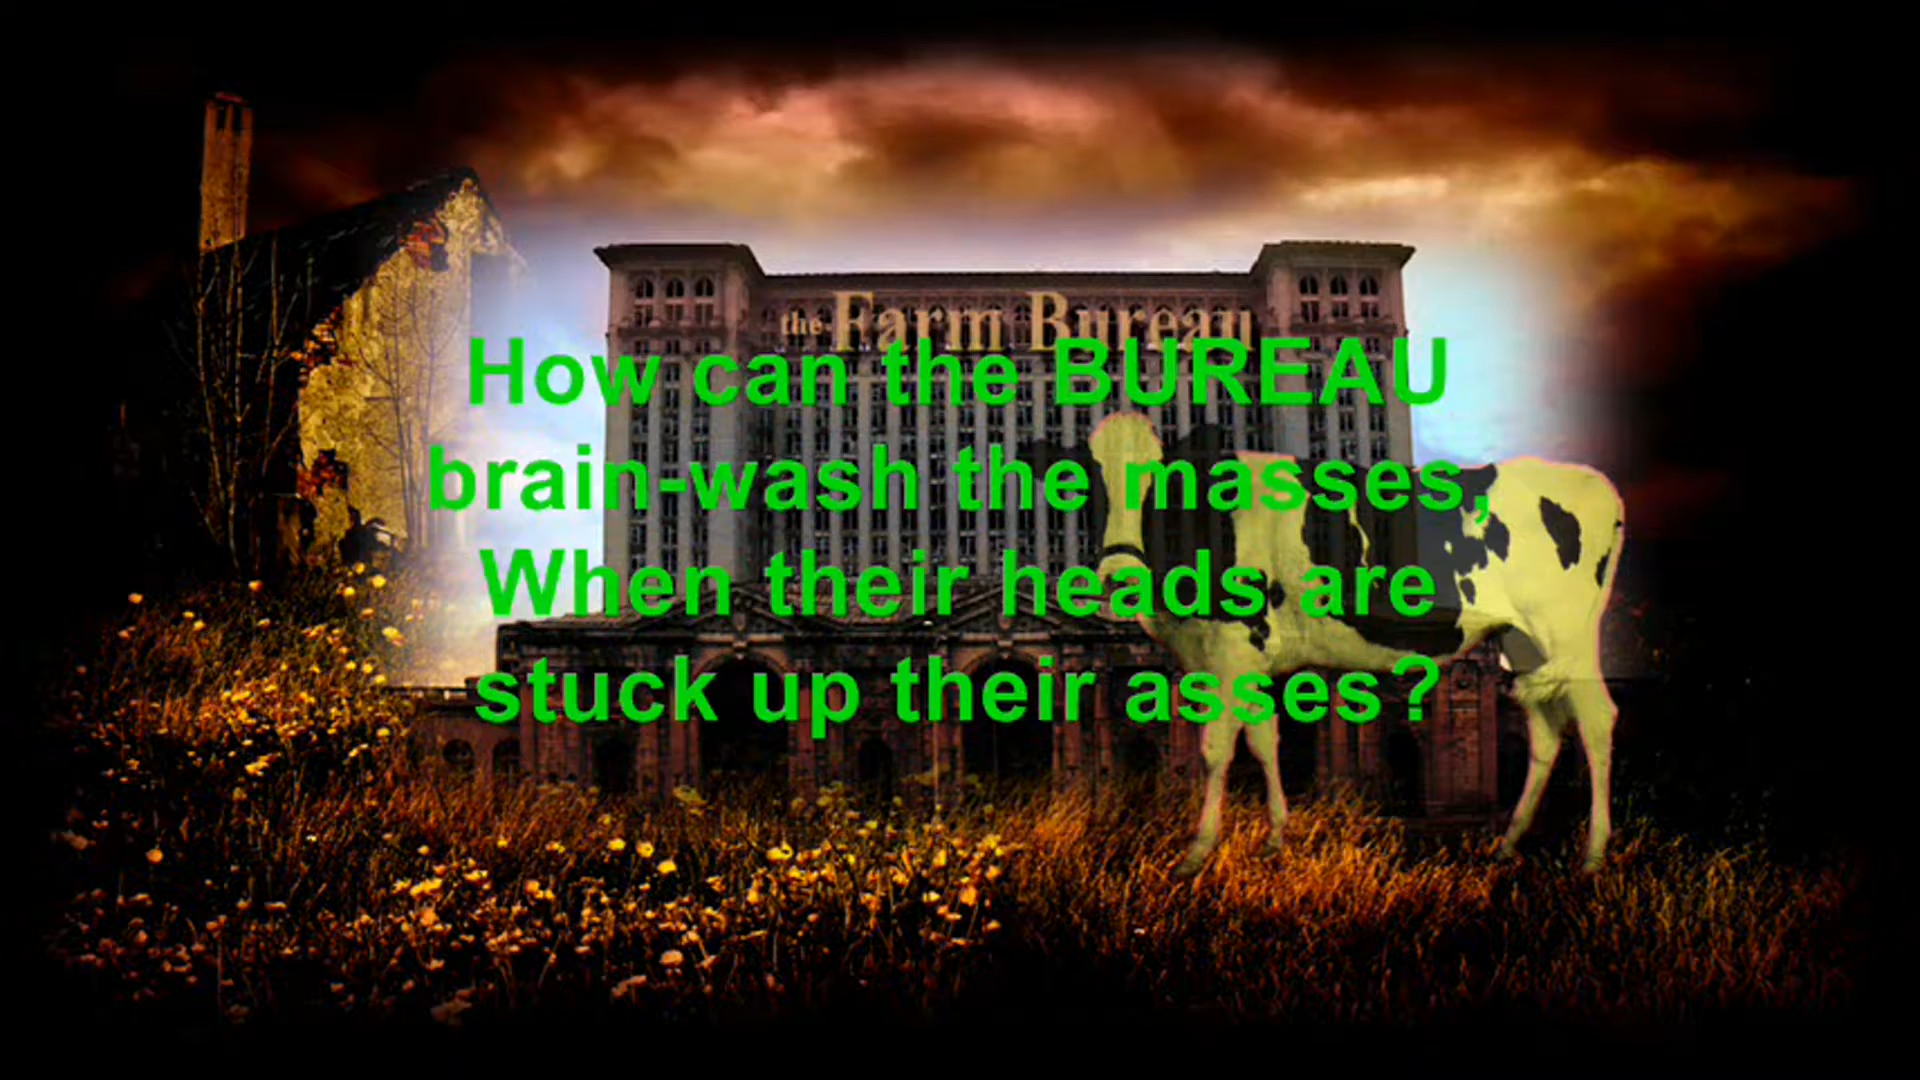 the Farm Bureau
How can the BUREAU
brain-wash the masses,
When their heads are
stuck up their asses?